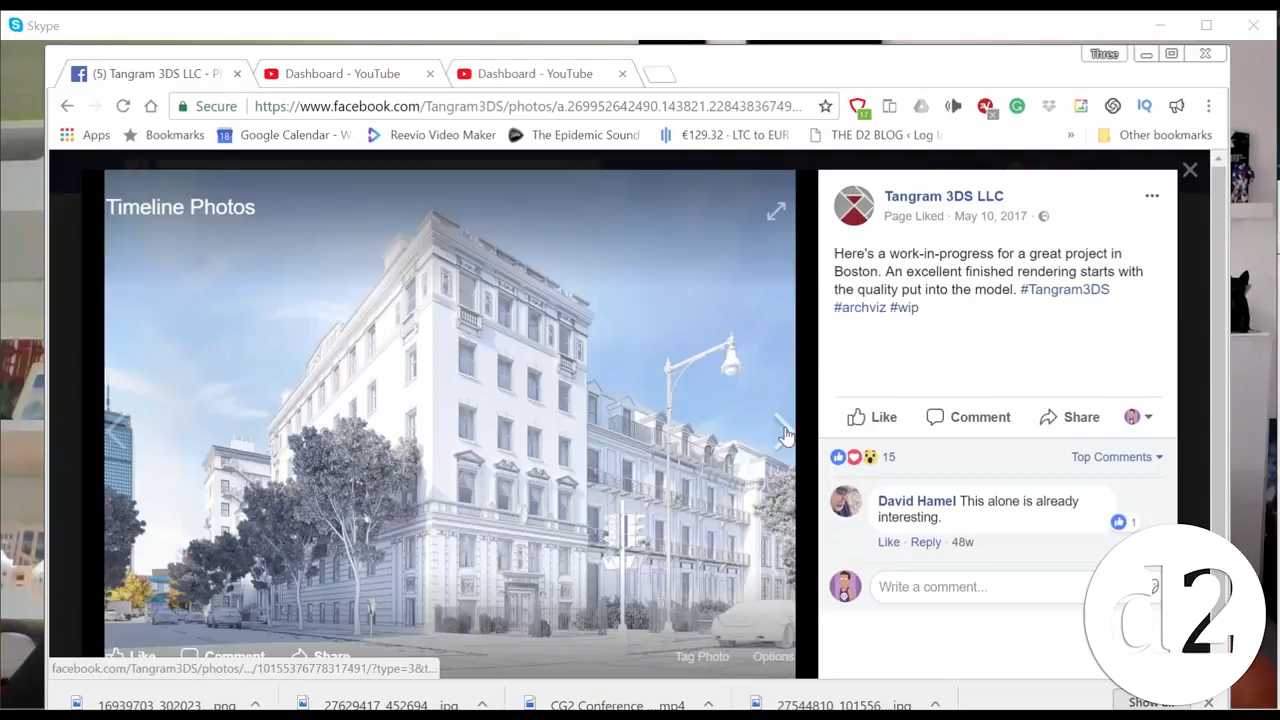 Skype
Three
(5) Tangram 3DS LLC - P
Dashboard - YouTube
Dashboard - YouTube
Secure
https://www.facebook.com/Tangram3DS/photos/a.269952642490.143821.22843836749...
17
Apps
Bookmarks
Google Calendar - W
Reevio Video Maker
The Epidemic Sound
€129.32 · LTC to EUR
THE D2 BLOG ‹ Log I
Other bookmarks
Timeline Photos
Tangram 3DS LLC
Page Liked · May 10, 2017 ·
Here's a work-in-progress for a great project in
Boston. An excellent finished rendering starts with
the quality put into the model. #Tangram3DS
#archviz #wip
Like
Comment
Share
15
Top Comments
David Hamel This alone is already
interesting.
1
Like · Reply · 48w
Write a comment...
d2
Like
Comment
Share
Tag Photo
Options
facebook.com/Tangram3DS/photos/.../10155376778317491/?type=3&t...
16939703_302023....png
27629417_452694....jpg
CG2 Conference ....mp4
27544810_101556....jpg